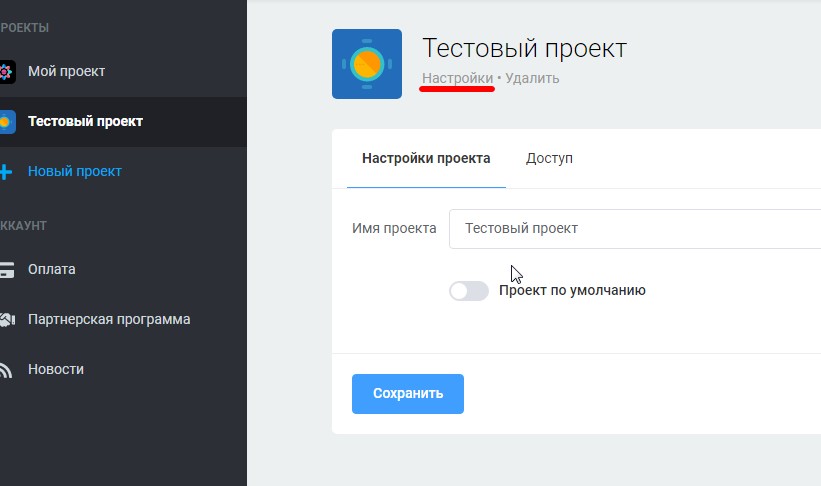 РОЕКТЫ
Мой проект
Тестовый проект
Новый проект
ККАУНТ
Оплата
Партнерская программа
Новости
Тестовый проект
Настройки • Удалить
Настройки проекта Доступ
Имя проекта Тестовый проект
Проект по умолчанию
Сохранить